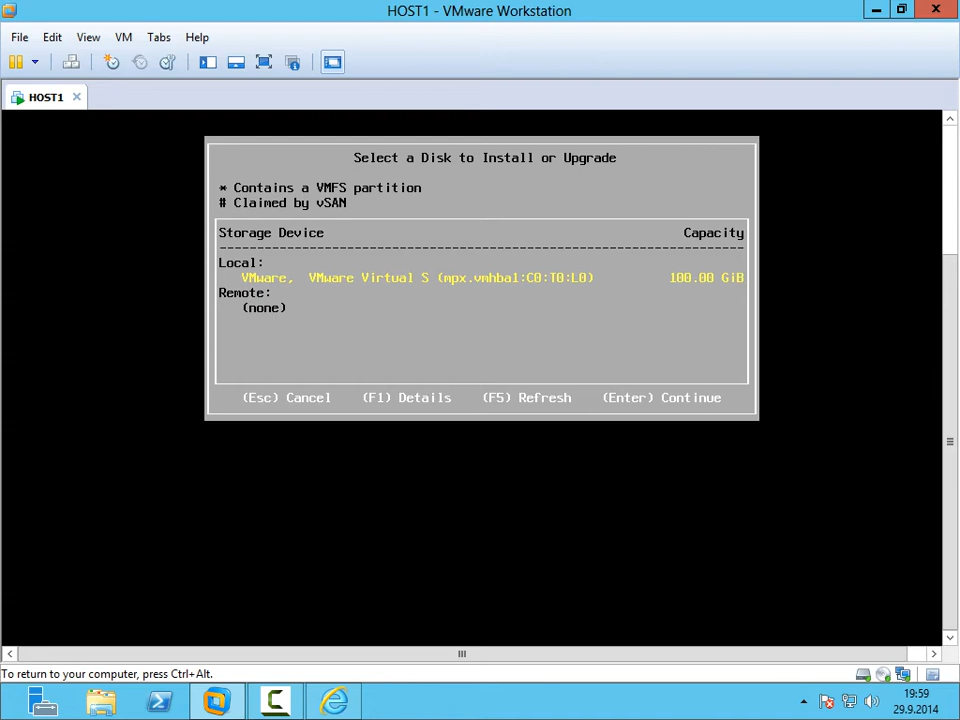 HOST1 - VMware Workstation
File Edit View VM Tabs Help
HOST1
Select a Disk to Install or Upgrade
* Contains a VMFS partition
# Claimed by vSAN
Storage Device Capacity
--------------------------------------------------------------------
Local:
VMware, VMware Virtual S (mpx.vmhba1:C0:T0:L0) 100.00 GiB
Remote:
(none)
(Esc) Cancel (F1) Details (F5) Refresh (Enter) Continue
To return to your computer, press Ctrl+Alt.
19:59
29.9.2014